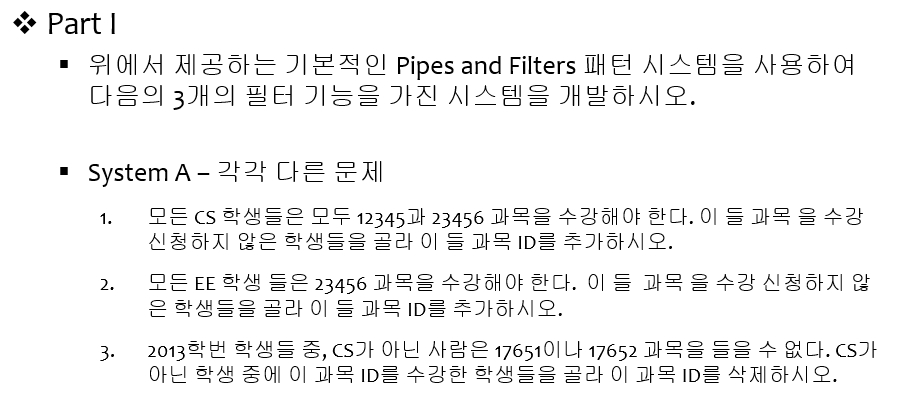 ❖ Part I
▪ 위에서 제공하는 기본적인 Pipes and Filters 패턴 시스템을 사용하여
다음의 3개의 필터 기능을 가진 시스템을 개발하시오.
▪ System A – 각각 다른 문제
1. 모든 CS 학생들은 모두 12345과 23456 과목을 수강해야 한다. 이 들 과목 을 수강
신청하지 않은 학생들을 골라 이 들 과목 ID를 추가하시오.
2. 모든 EE 학생 들은 23456 과목을 수강해야 한다. 이 들 과목 을 수강 신청하지 않
은 학생들을 골라 이 들 과목 ID를 추가하시오.
3. 2013학번 학생들 중, CS가 아닌 사람은 17651이나 17652 과목을 들을 수 없다. CS가
아닌 학생 중에 이 과목 ID를 수강한 학생들을 골라 이 과목 ID를 삭제하시오.